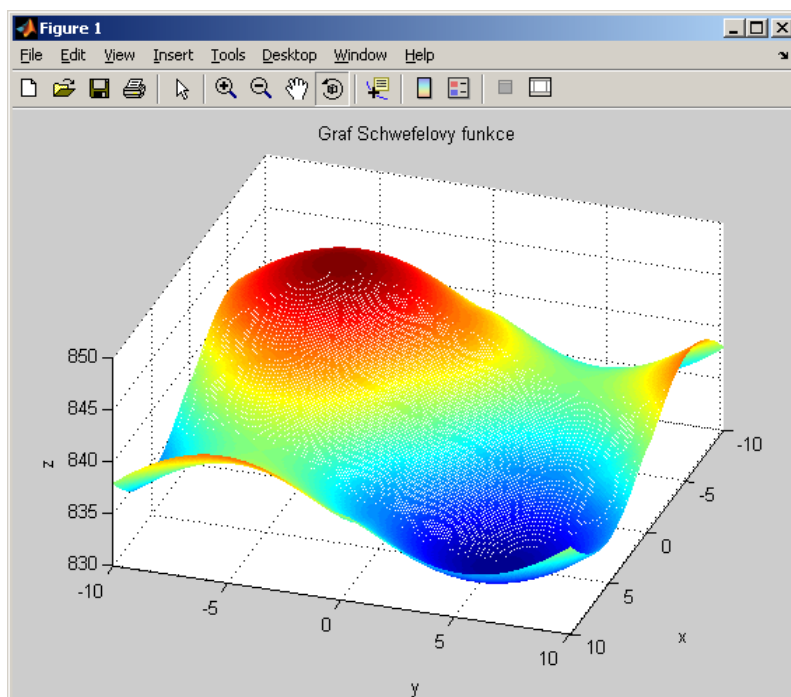 Figure 1
File Edit View Insert Tools Desktop Window Help
Graf Schwefelovy funkce
850
845
840
835
830
z
-10
-5
0
5
10
y
-10
-5
0
5
10
x